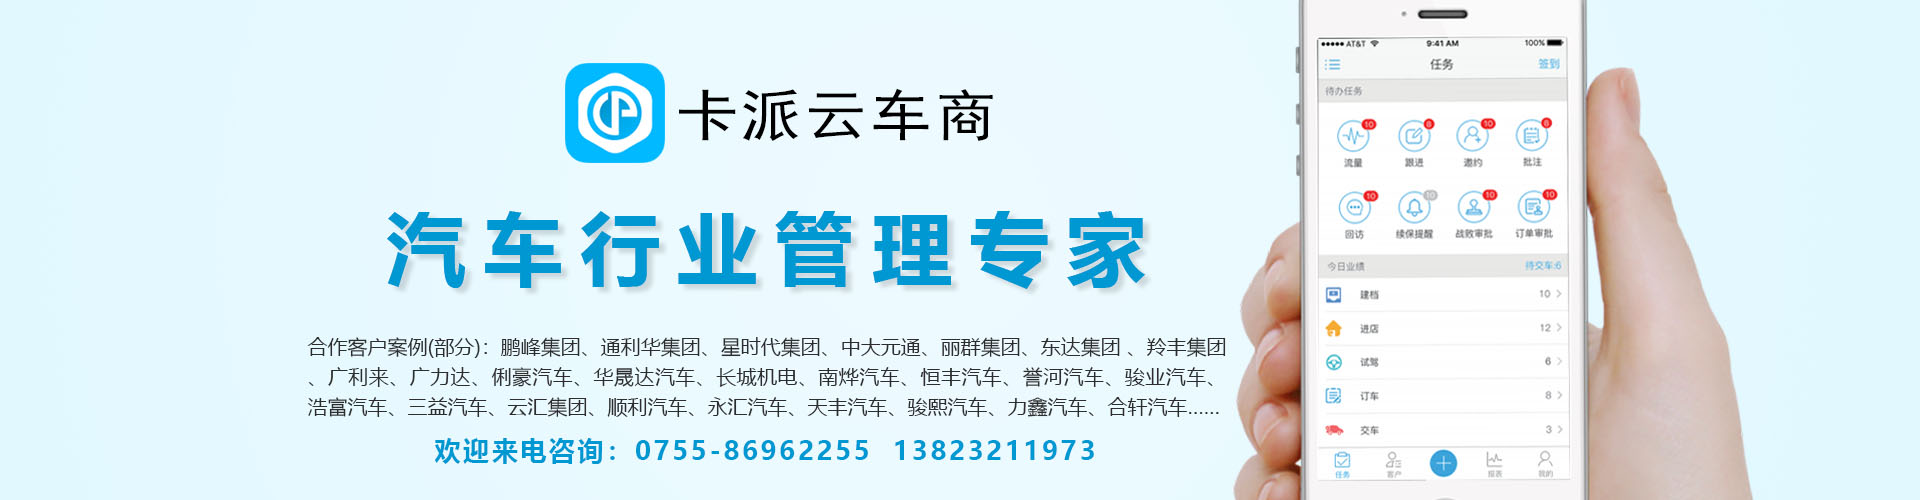 卡派云车商
汽车行业管理专家
合作客户案例(部分)：鹏峰集团、通利华集团、星时代集团、中大元通、丽群集团、东达集团 、羚丰集团
、广利来、广力达、俐豪汽车、华晟达汽车、长城机电、南烨汽车、恒丰汽车、誉河汽车、骏业汽车、
浩富汽车、三益汽车、云汇集团、顺利汽车、永汇汽车、天丰汽车、骏熙汽车、力鑫汽车、合轩汽车......
欢迎来电咨询：0755-86962255 13823211973
AT&T 9:41 AM 100%
任务 签到
待办任务
10 8 10 6
流量 跟进 邀约 批注
10 10 10 10
回访 续保提醒 战败审批 订单审批
今日业绩 待交车:6
建档 10
进店 12
试驾 6
订车 8
交车 3
任务 客户 报表 我的